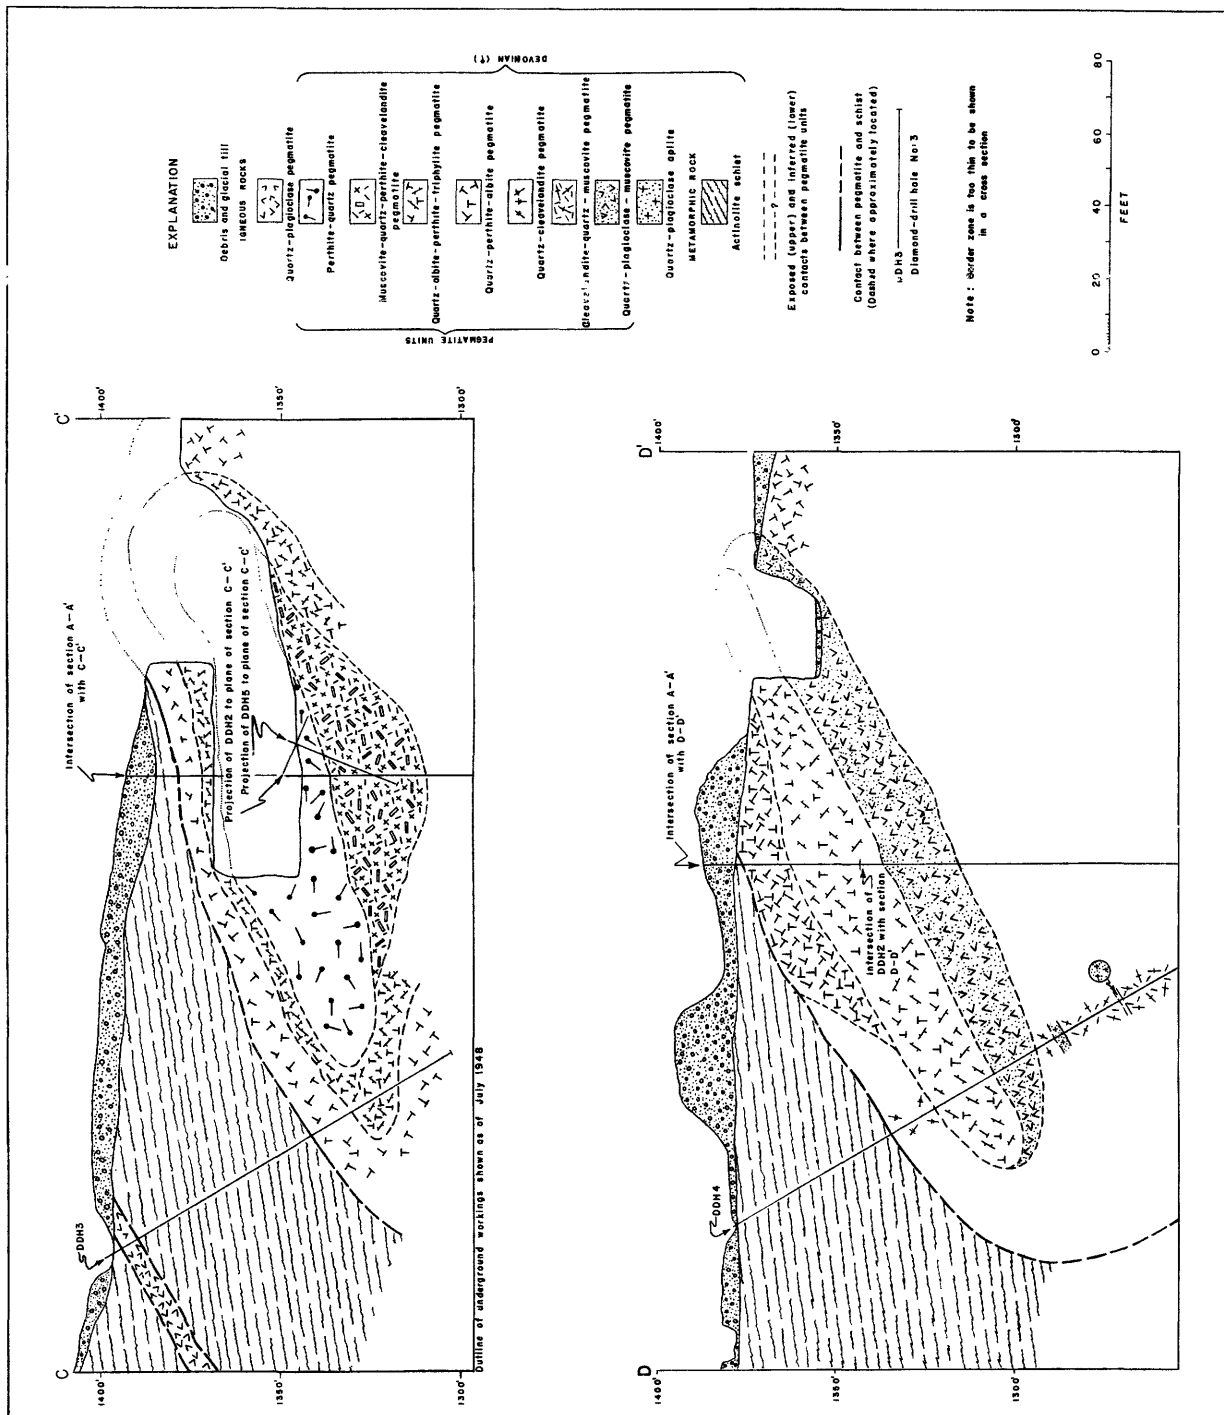 EXPLANATION
Debris and glacial till
IGNEOUS ROCKS
Quartz-plagioclase pegmatite
Perthite-quartz pegmatite
Muscovite-quartz-perthite-cleavelandite
pegmatite
Quartz-albite-perthite-triphylite pegmatite
Quartz-perthite-albite pegmatite
Quartz-cleavelandite pegmatite
pegmatite
Quartz-plagioclase-muscovite pegmatite
Quartz-plagioclase aplite
METAMORPHIC ROCK
Actinolite schist
PEGMATITE UNITS
DEVONIAN (?)
Exposed (upper) and inferred (lower)
contacts between pegmatite units
?
Contact between pegmatite and schist
(Dashed where approximately located)
DDH3
Diamond-drill hole No. 3
Note: Border zone is too thin to be shown
in a cross section
0 20 40 60 80
FEET
C
C'
1400'
1350'
1300'
1400'
1350'
1300'
DDH3
Intersection of section A-A'
with C-C'
Projection of DDH2 to plane of section C-C'
Projection of DDH5 to plane of section C-C'
Outline of underground workings shown as of July 1948
D
D'
1400'
1350'
1300'
1400'
1350'
1300'
DDH4
Intersection of section A-A'
with D-D'
Intersection of
DDH2 with section
D-D'